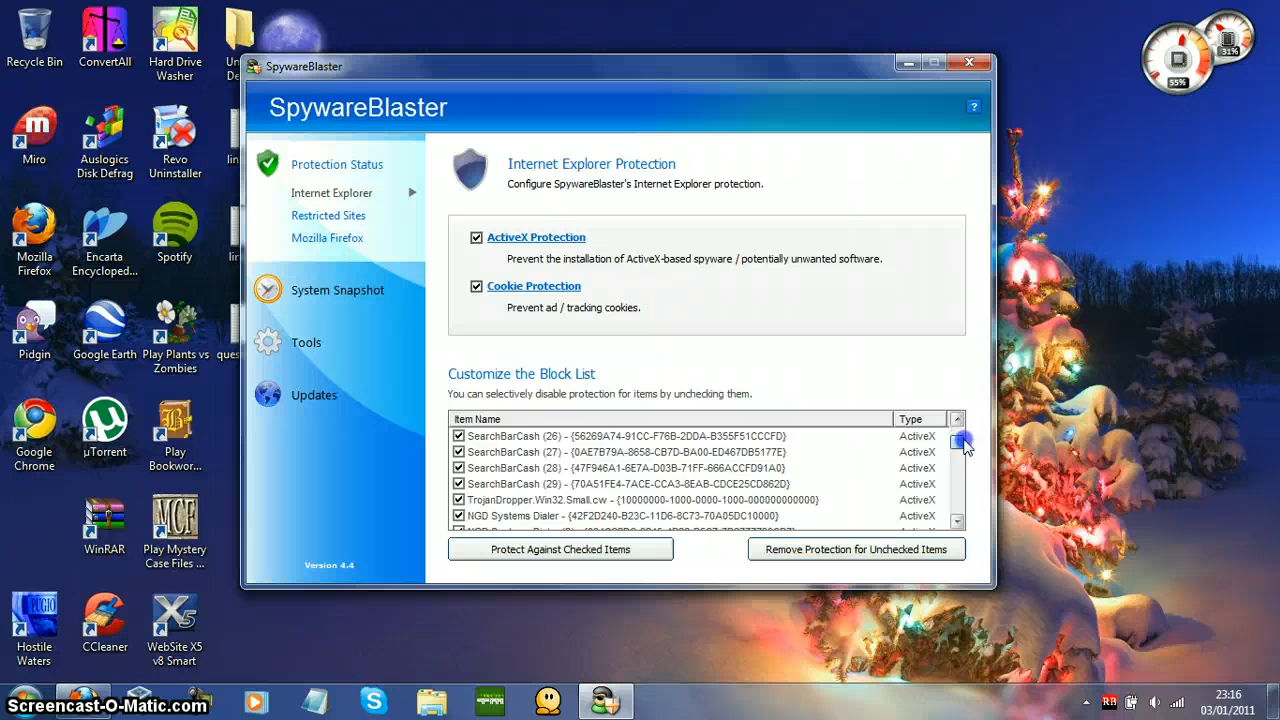 Recycle Bin
ConvertAll
Hard Drive
Washer
Miro
Auslogics
Disk Defrag
Revo
Uninstaller
Mozilla
Firefox
Encarta
Encycloped...
Spotify
Pidgin
Google Earth
Play Plants vs
Zombies
Google
Chrome
µTorrent
Play
Bookwor...
WinRAR
MCF
Play Mystery
Case Files ...
PUGIO
Hostile
Waters
CCleaner
X5
WebSite X5
v8 Smart
SpywareBlaster
SpywareBlaster
?
Protection Status
Internet Explorer
Restricted Sites
Mozilla Firefox
System Snapshot
Tools
Updates
Version 4.4
Internet Explorer Protection
Configure SpywareBlaster's Internet Explorer protection.
ActiveX Protection
Prevent the installation of ActiveX-based spyware / potentially unwanted software.
Cookie Protection
Prevent ad / tracking cookies.
Customize the Block List
You can selectively disable protection for items by unchecking them.
Item Name Type
SearchBarCash (26) - {56269A74-91CC-F76B-2DDA-B355F51CCCFD} ActiveX
SearchBarCash (27) - {0AE7B79A-8658-CB7D-BA00-ED467DB5177E} ActiveX
SearchBarCash (28) - {47F946A1-6E7A-D03B-71FF-666ACCFD91A0} ActiveX
SearchBarCash (29) - {70A51FE4-7ACE-CCA3-8EAB-CDCE25CD862D} ActiveX
TrojanDropper.Win32.Small.cw - {10000000-1000-0000-1000-000000000000} ActiveX
NGD Systems Dialer - {42F2D240-B23C-11D6-8C73-70A05DC10000} ActiveX
Protect Against Checked Items
Remove Protection for Unchecked Items
55%
31%
Screencast-O-Matic.com
RB
23:16
03/01/2011